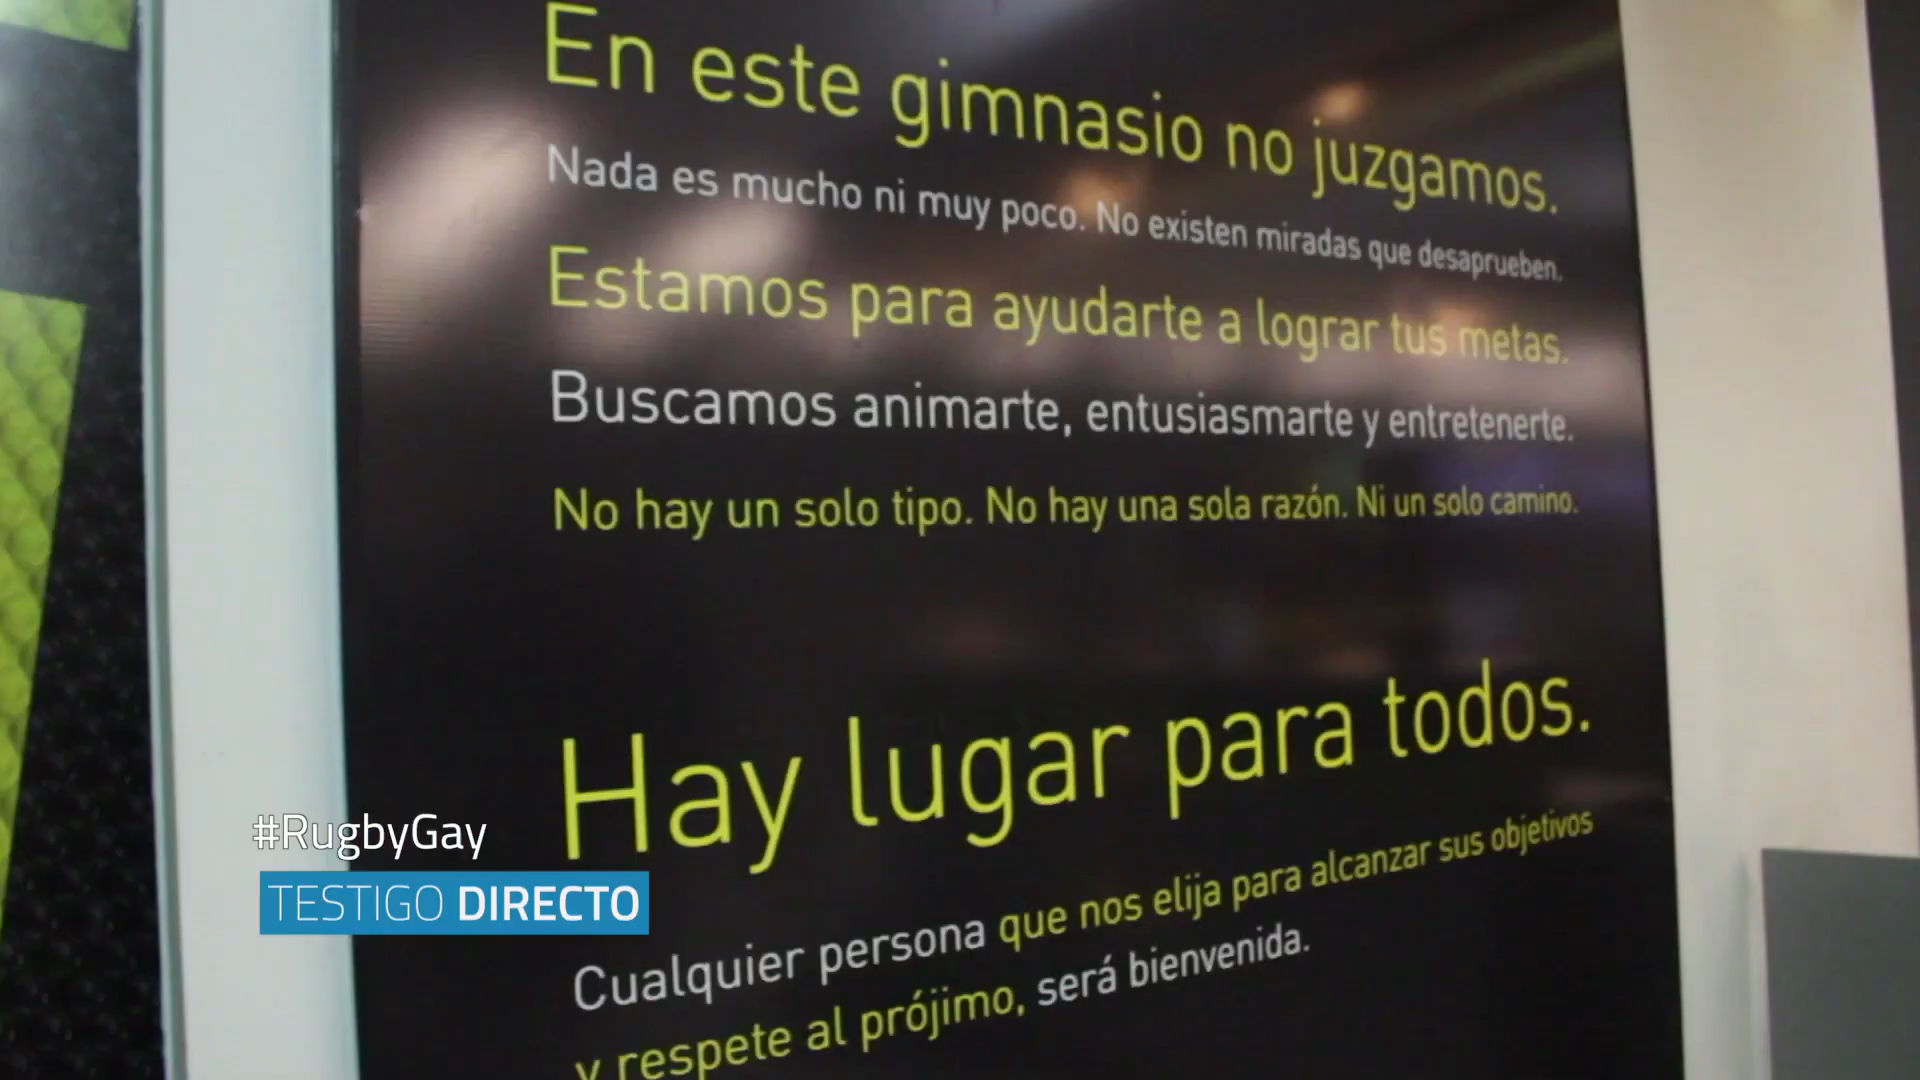 En este gimnasio no juzgamos.
Nada es mucho ni muy poco. No existen miradas que desaprueben.
Estamos para ayudarte a lograr tus metas.
Buscamos animarte, entusiasmarte y entretenerte.
No hay un solo tipo. No hay una sola razón. Ni un solo camino.
Hay lugar para todos.
Cualquier persona que nos elija para alcanzar sus objetivos
y respete al prójimo, será bienvenida.
#RugbyGay
TESTIGO DIRECTO